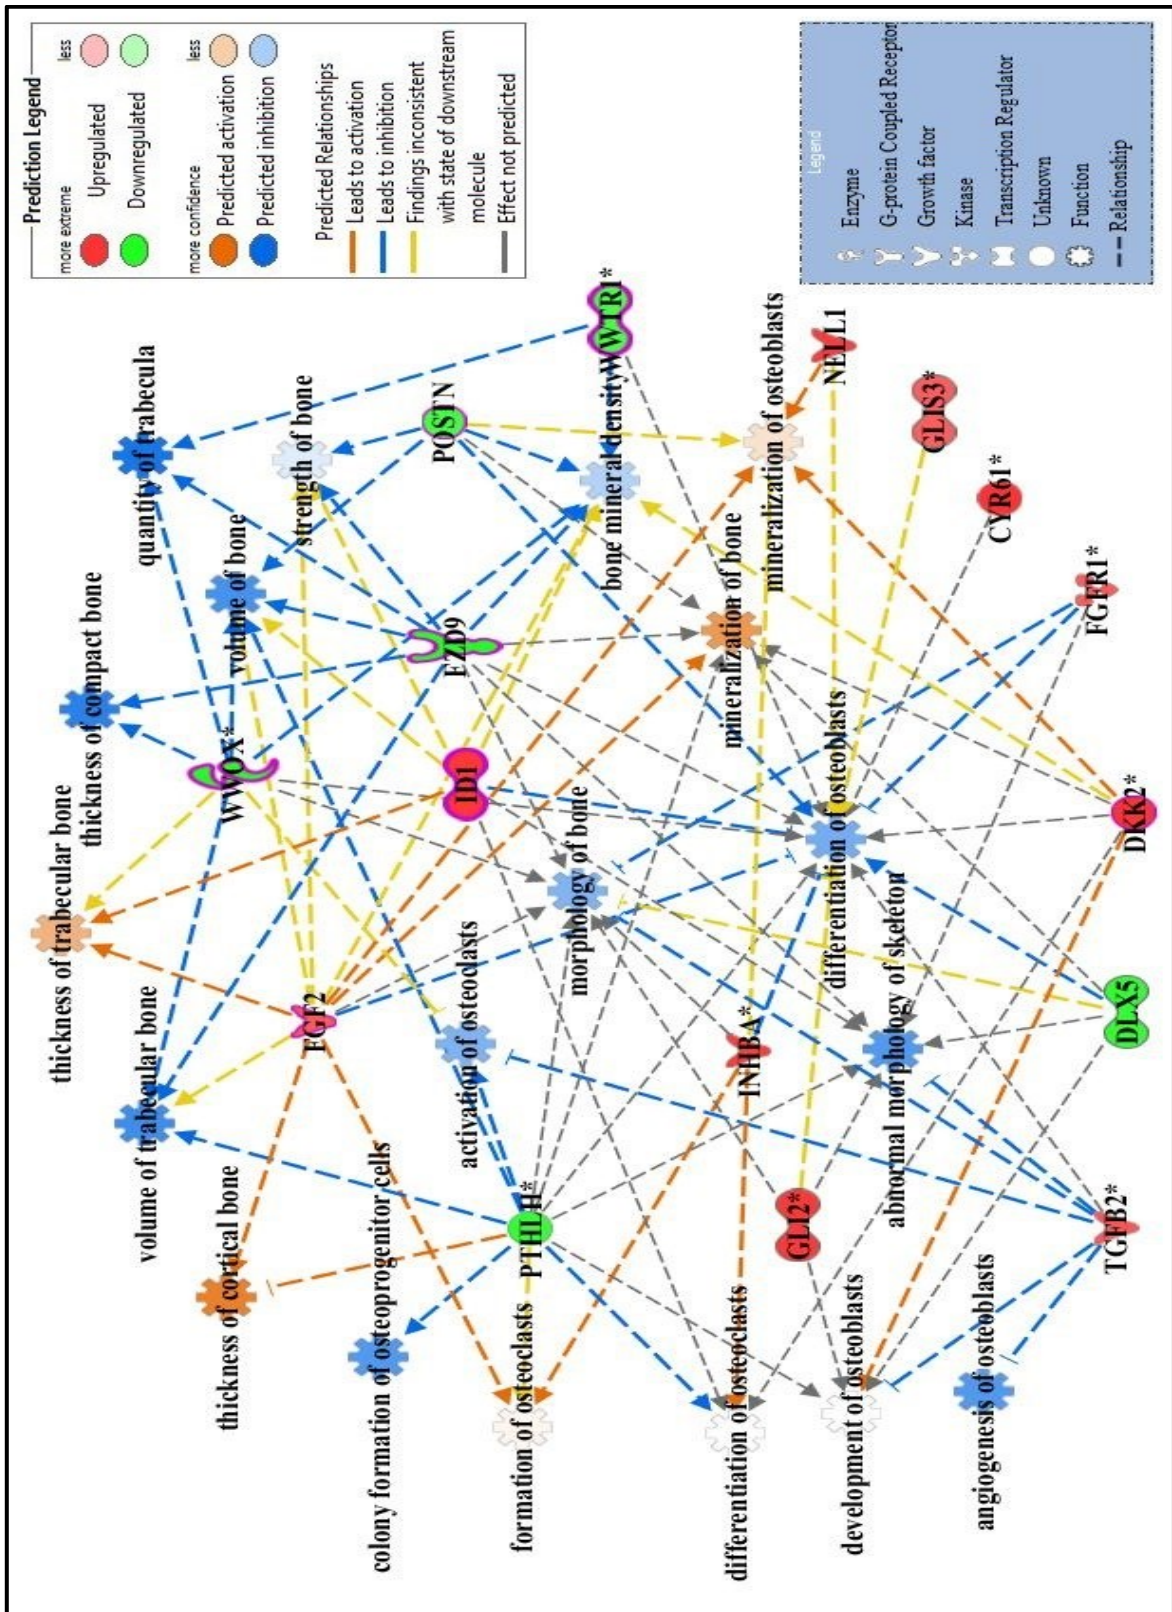 Prediction Legend
more extreme less
Upregulated
Downregulated
more confidence less
Predicted activation
Predicted inhibition
Predicted Relationships
Leads to activation
Leads to inhibition
Findings inconsistent
with state of downstream
molecule
Effect not predicted
thickness of trabecular bone
thickness of compact bone
quantity of trabecula
volume of trabecular bone
WWOX*
volume of bone
thickness of cortical bone
strength of bone
FGF2
colony formation of osteoprogenitor cells
activation of osteoclasts
ID1
FZD9
POSTN
formation of osteoclasts
PTHLH*
morphology of bone
bone mineral density
WWTR1*
differentiation of osteoclasts
INHBA*
mineralization of bone
mineralization of osteoblasts
GLI2*
differentiation of osteoblasts
NELL1
development of osteoblasts
abnormal morphology of skeleton
GLIS3*
angiogenesis of osteoblasts
CYR61*
TGFB2*
DLX5
DKK2*
FGFR1*
Legend
Enzyme
G-protein Coupled Receptor
Growth factor
Kinase
Transcription Regulator
Unknown
Function
Relationship